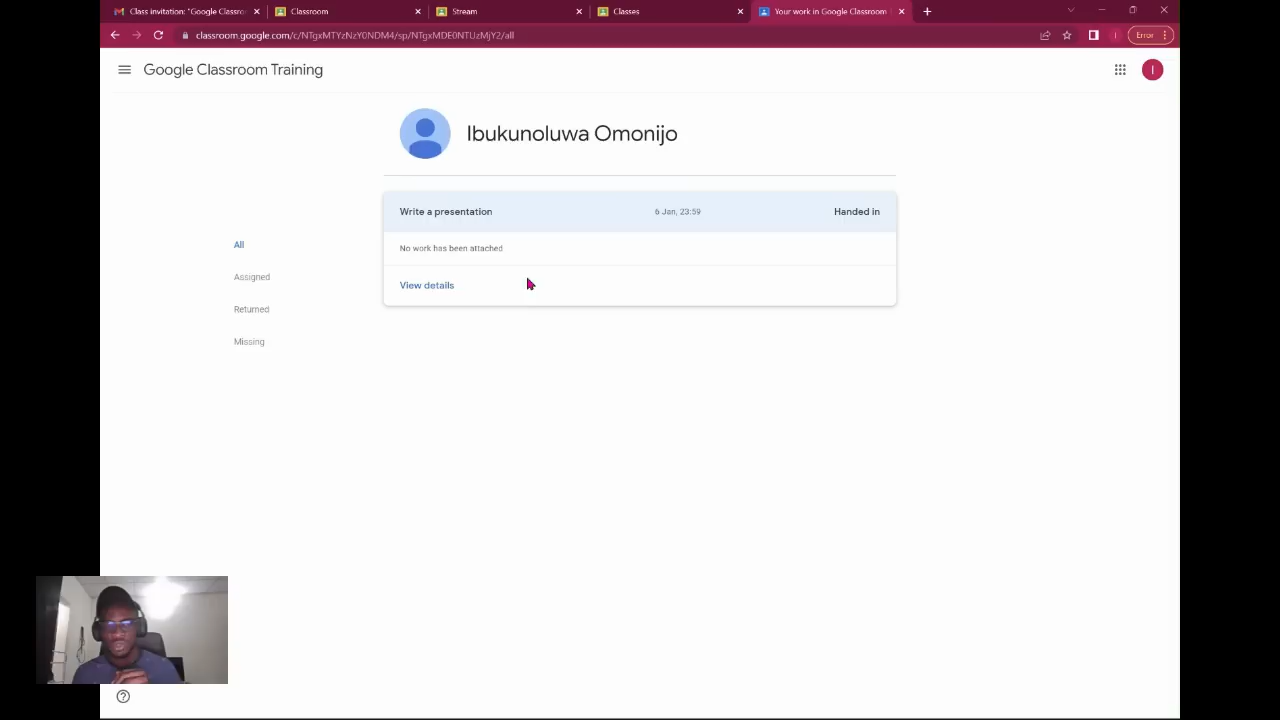 Class invitation: "Google Classro
Classroom
Stream
Classes
Your work in Google Classroom
classroom.google.com/c/NTgxMTYzNzY0NDM4/sp/NTgxMDE0NTUzMjY2/all
Error
Google Classroom Training
I
Ibukunoluwa Omonijo
Write a presentation 6 Jan, 23:59 Handed in
No work has been attached
View details
All
Assigned
Returned
Missing